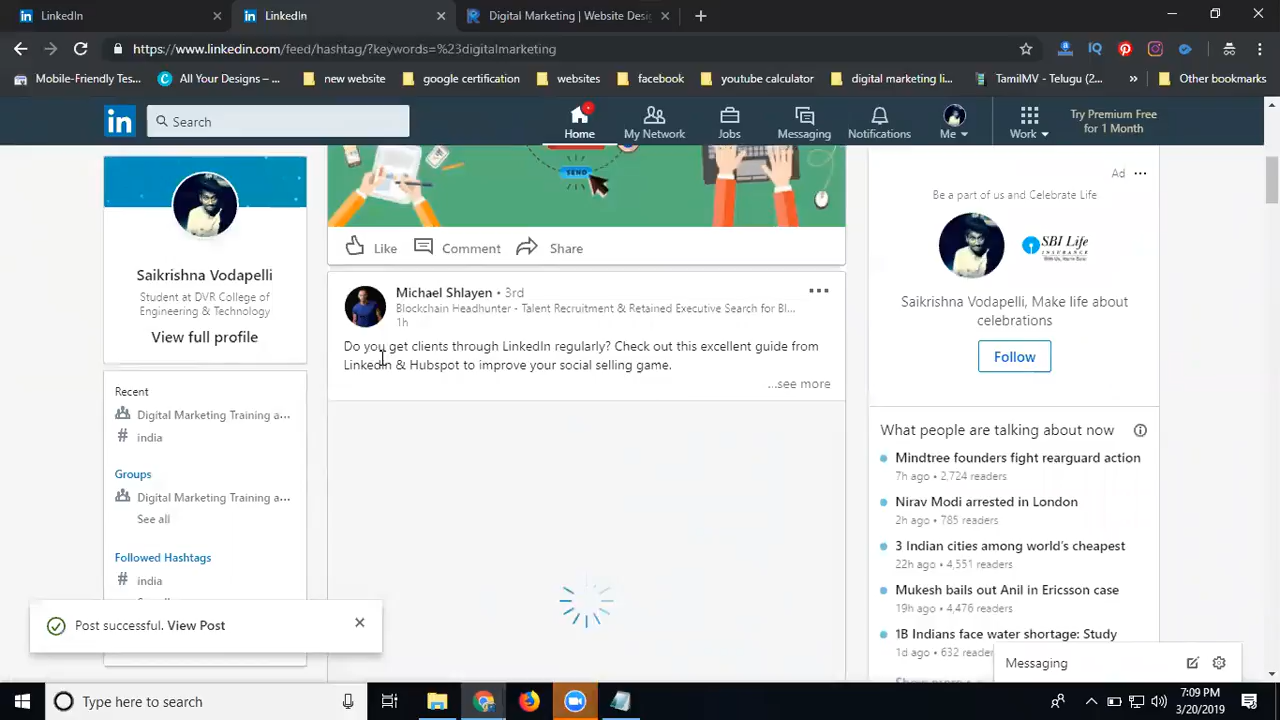 LinkedIn
LinkedIn
Digital Marketing | Website Desi
https://www.linkedin.com/feed/hashtag/?keywords=%23digitalmarketing
Mobile-Friendly Tes...
All Your Designs – ...
new website
google certification
websites
facebook
youtube calculator
digital marketing li...
TamilMV - Telugu (2...
Other bookmarks
in
Search
Home
My Network
Jobs
Messaging
Notifications
Me
Work
Try Premium Free
for 1 Month
Saikrishna Vodapelli
Student at DVR College of
Engineering & Technology
View full profile
Recent
Digital Marketing Training a...
# india
Groups
Digital Marketing Training a...
See all
Followed Hashtags
# india
Post successful. View Post
SEND
Like
Comment
Share
Michael Shlayen • 3rd
Blockchain Headhunter - Talent Recruitment & Retained Executive Search for Bl...
1h
Do you get clients through LinkedIn regularly? Check out this excellent guide from
LinkedIn & Hubspot to improve your social selling game.
...see more
Ad
Be a part of us and Celebrate Life
SBI Life
INSURANCE
Saikrishna Vodapelli, Make life about
celebrations
Follow
What people are talking about now
Mindtree founders fight rearguard action
7h ago • 2,724 readers
Nirav Modi arrested in London
2h ago • 785 readers
3 Indian cities among world's cheapest
22h ago • 4,551 readers
Mukesh bails out Anil in Ericsson case
19h ago • 4,476 readers
1B Indians face water shortage: Study
1d ago • 632 readers
Messaging
Type here to search
7:09 PM
3/20/2019